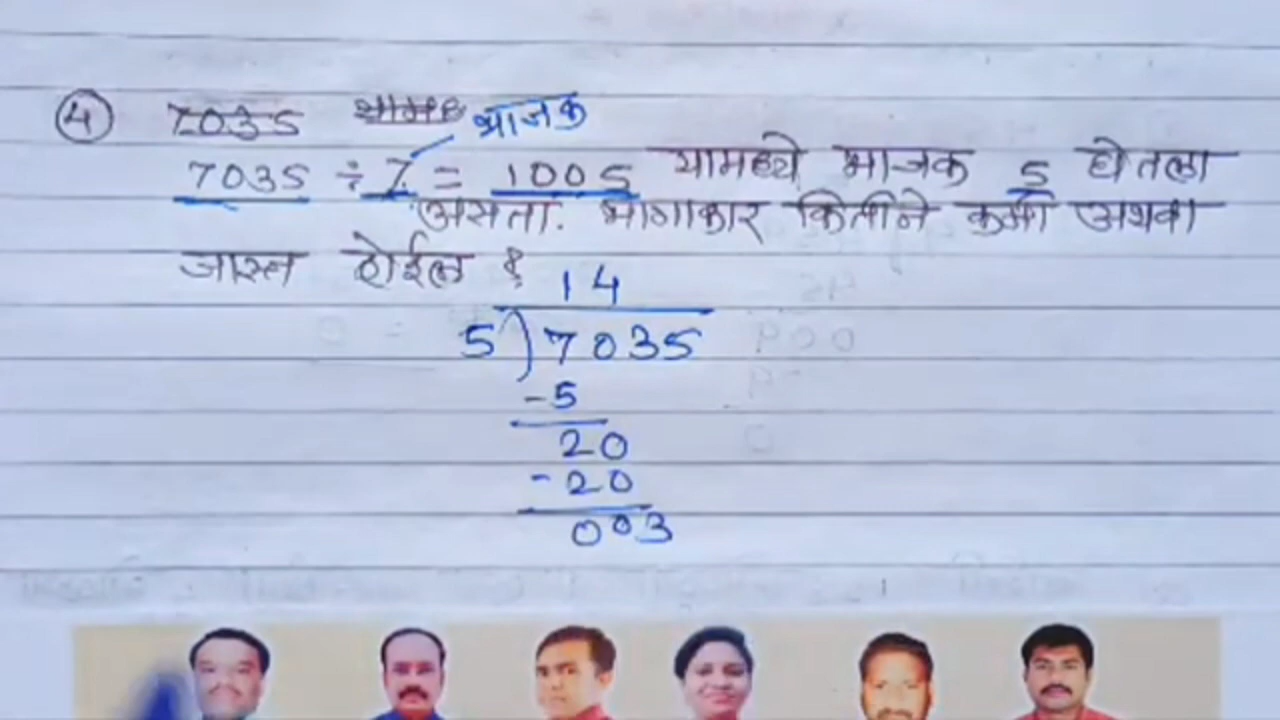 ④ 7035 भाजक
7035 ÷ 7 = 1005 यामध्ये भाजक 5 घेतला
असता. भागाकार कितीने कमी अथवा
जास्त होईल ?
14
5)7035
-5
20
-20
003